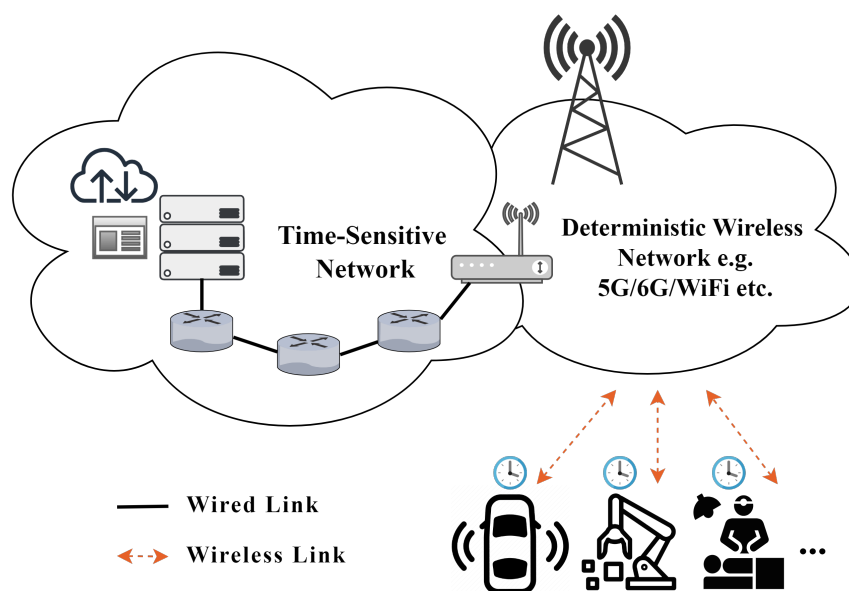 Time-Sensitive
Network
Deterministic Wireless
Network e.g.
5G/6G/WiFi etc.
Wired Link
Wireless Link
...